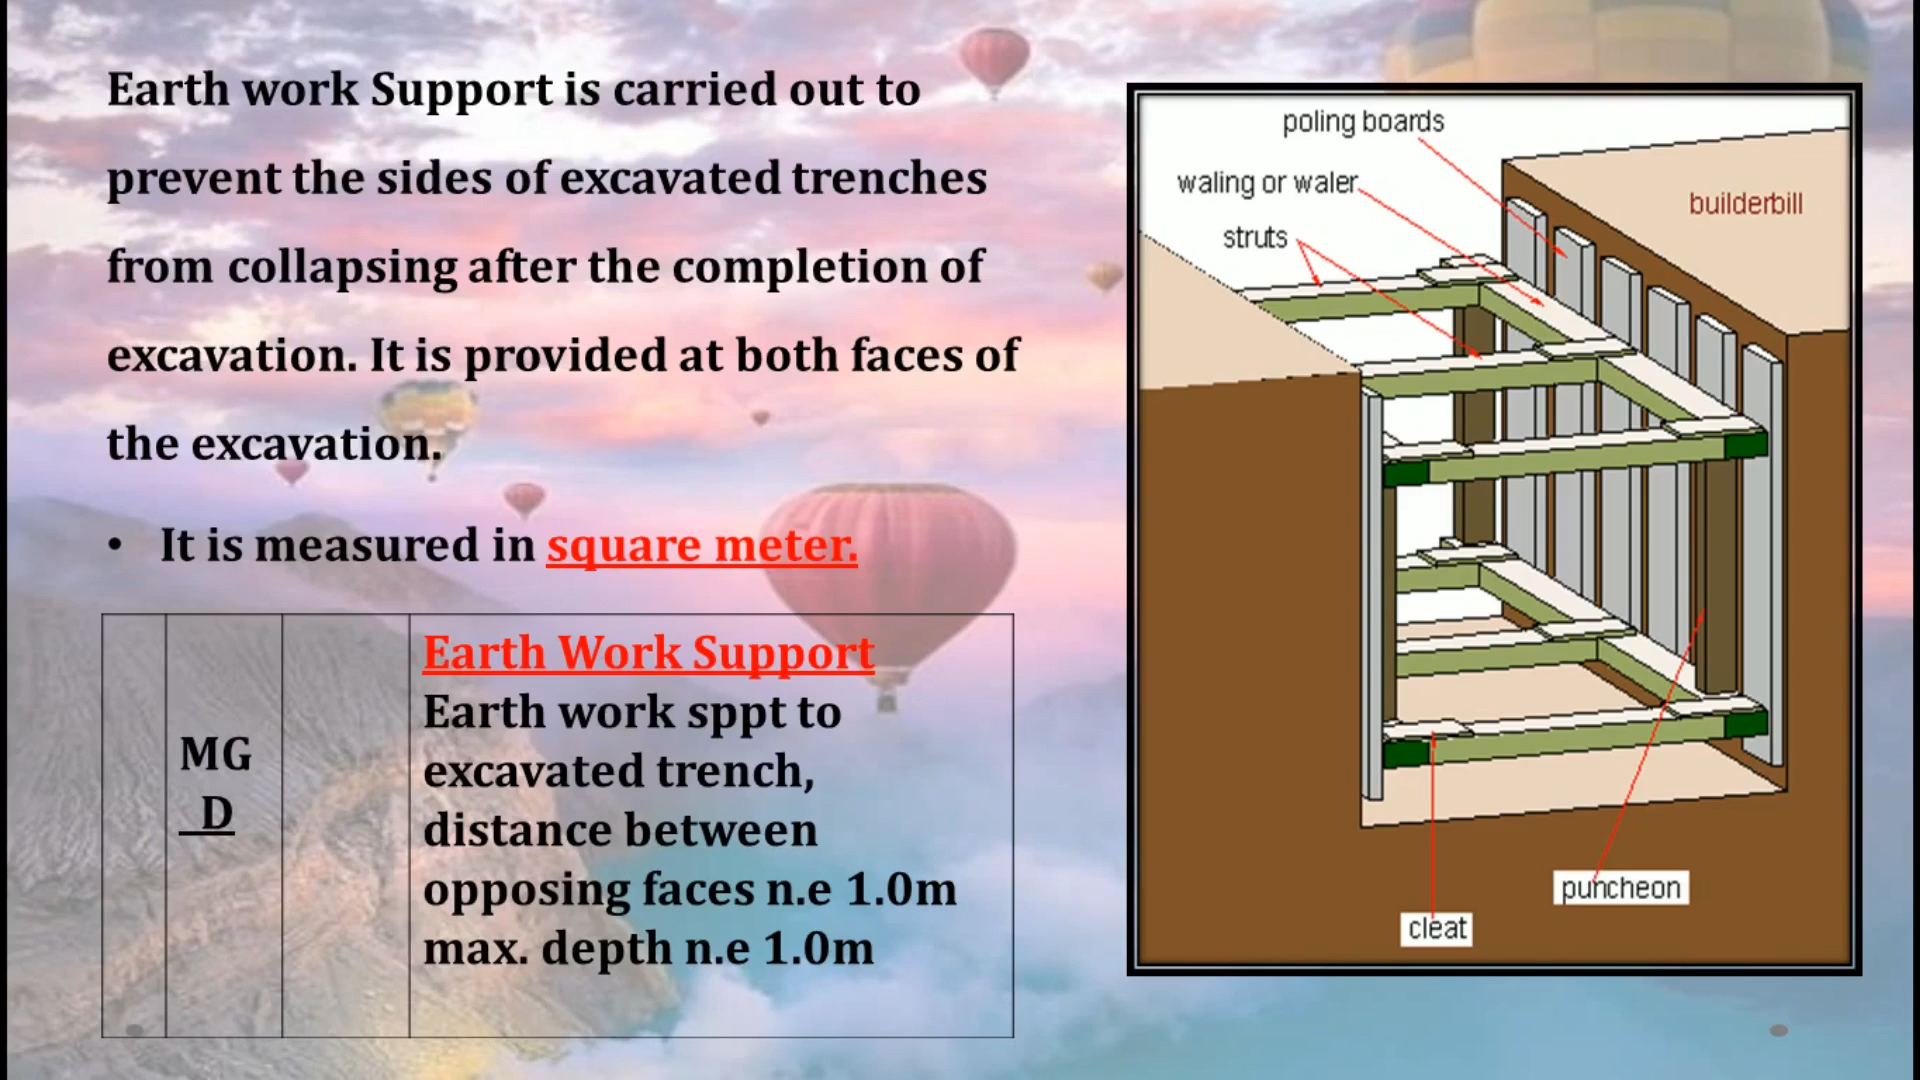 Earth work Support is carried out to
prevent the sides of excavated trenches
from collapsing after the completion of
excavation. It is provided at both faces of
the excavation.
• It is measured in square meter.
MG
D
Earth Work Support
Earth work sppt to
excavated trench,
distance between
opposing faces n.e 1.0m
max. depth n.e 1.0m
poling boards
waling or waler
struts
builderbill
puncheon
cleat